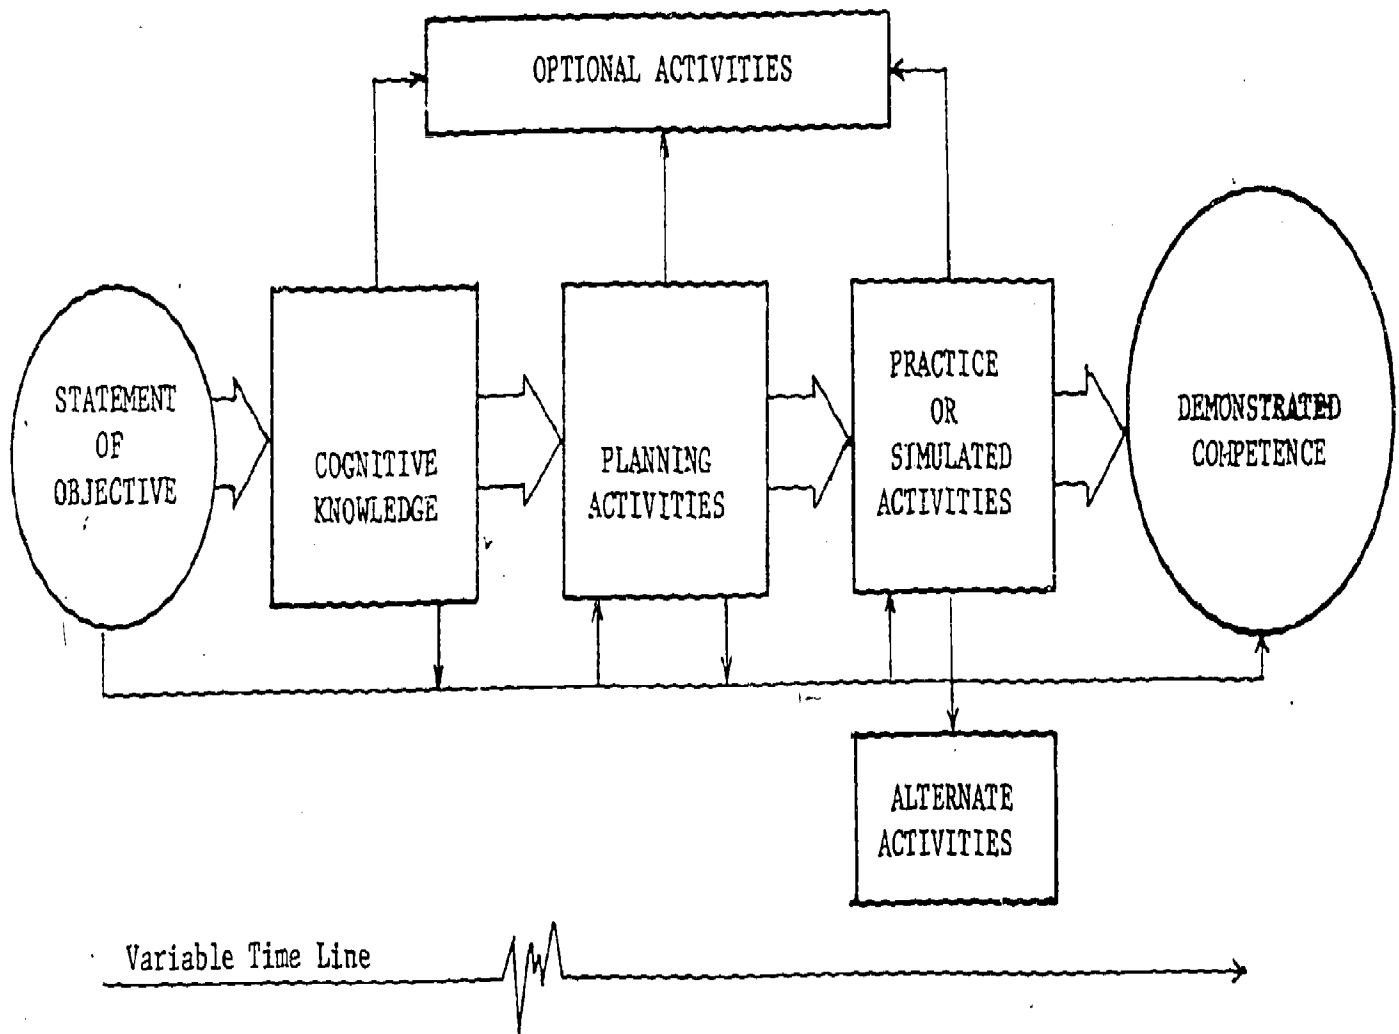 OPTIONAL ACTIVITIES
STATEMENT
OF
OBJECTIVE
COGNITIVE
KNOWLEDGE
PLANNING
ACTIVITIES
PRACTICE
OR
SIMULATED
ACTIVITIES
DEMONSTRATED
COMPETENCE
ALTERNATE
ACTIVITIES
Variable Time Line